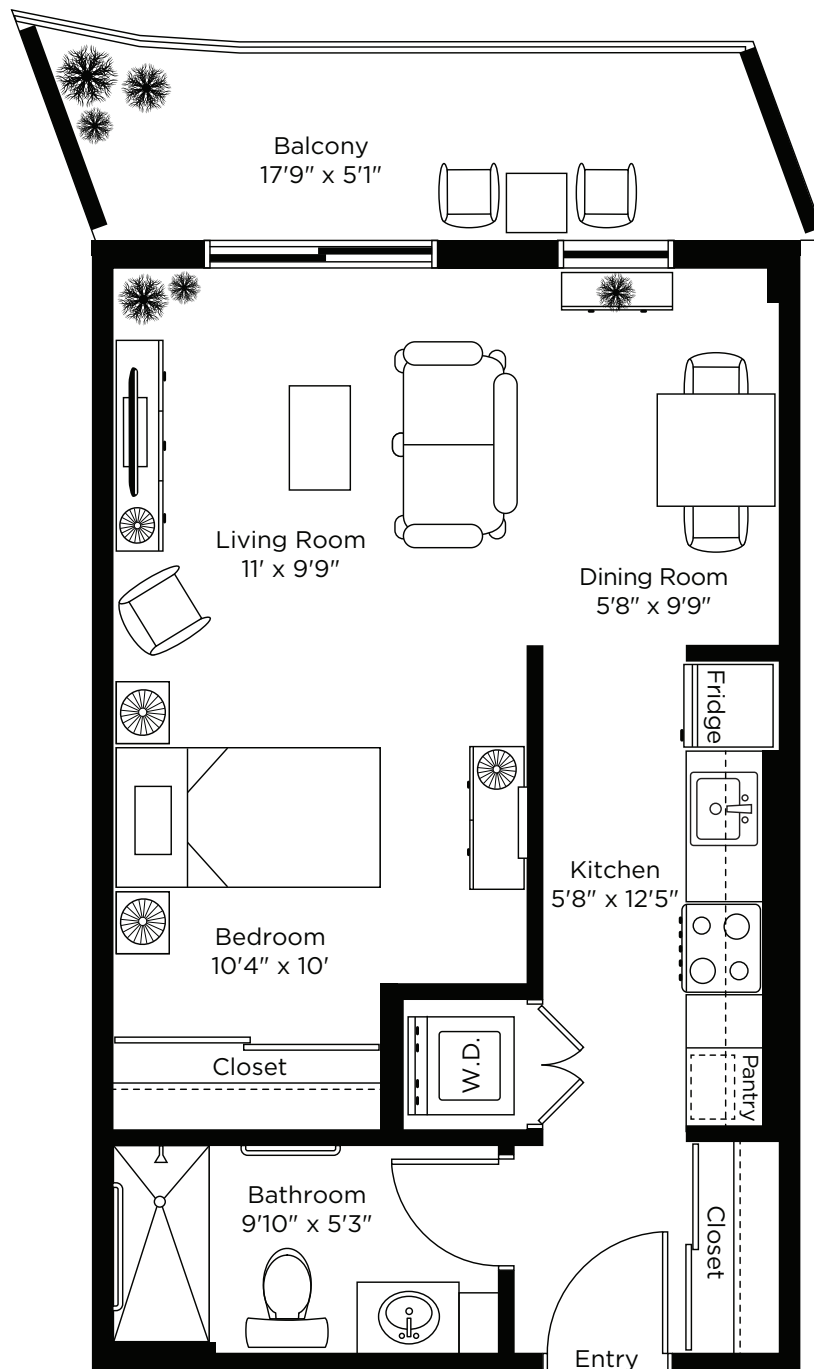 Balcony
17'9" x 5'1"
Living Room
11' x 9'9"
Dining Room
5'8" x 9'9"
Fridge
Kitchen
5'8" x 12'5"
Bedroom
10'4" x 10'
Closet
W.D.
Pantry
Bathroom
9'10" x 5'3"
Closet
Entry